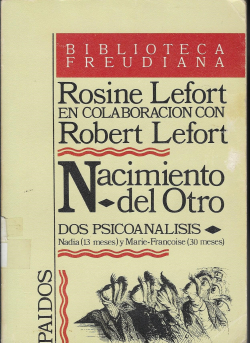 BIBLIOTECA
FREUDIANA
Rosine Lefort
EN COLABORACION CON
Robert Lefort
Nacimiento
del Otro
DOS PSICOANALISIS
Nadia (13 meses) y Marie-Françoise (30 meses)
PAIDOS